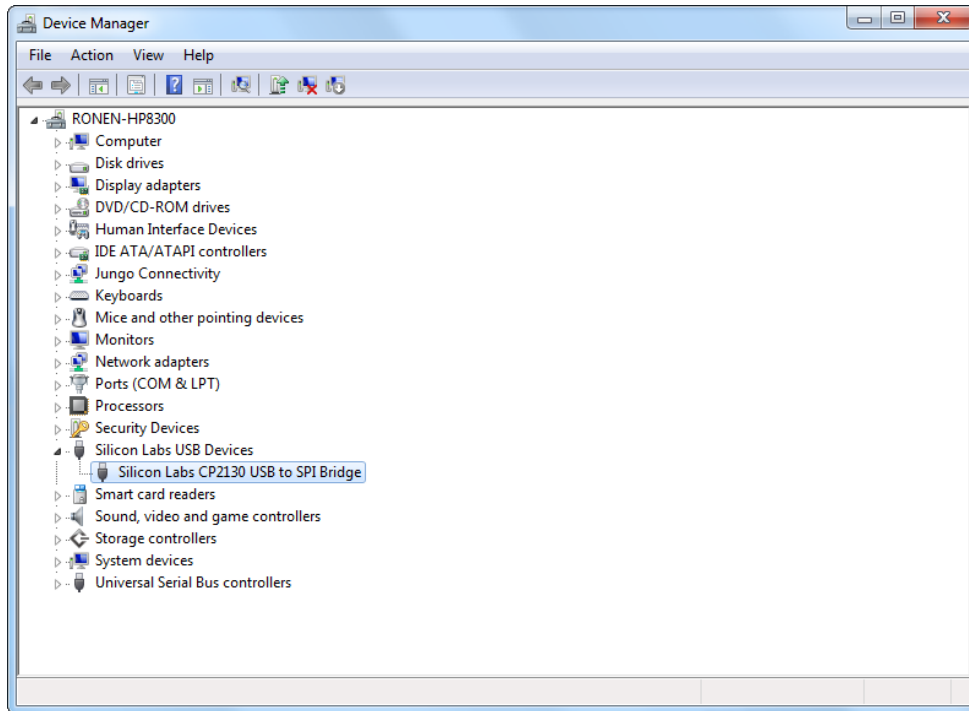 Device Manager
File Action View Help
RONEN-HP8300
Computer
Disk drives
Display adapters
DVD/CD-ROM drives
Human Interface Devices
IDE ATA/ATAPI controllers
Jungo Connectivity
Keyboards
Mice and other pointing devices
Monitors
Network adapters
Ports (COM & LPT)
Processors
Security Devices
Silicon Labs USB Devices
Silicon Labs CP2130 USB to SPI Bridge
Smart card readers
Sound, video and game controllers
Storage controllers
System devices
Universal Serial Bus controllers